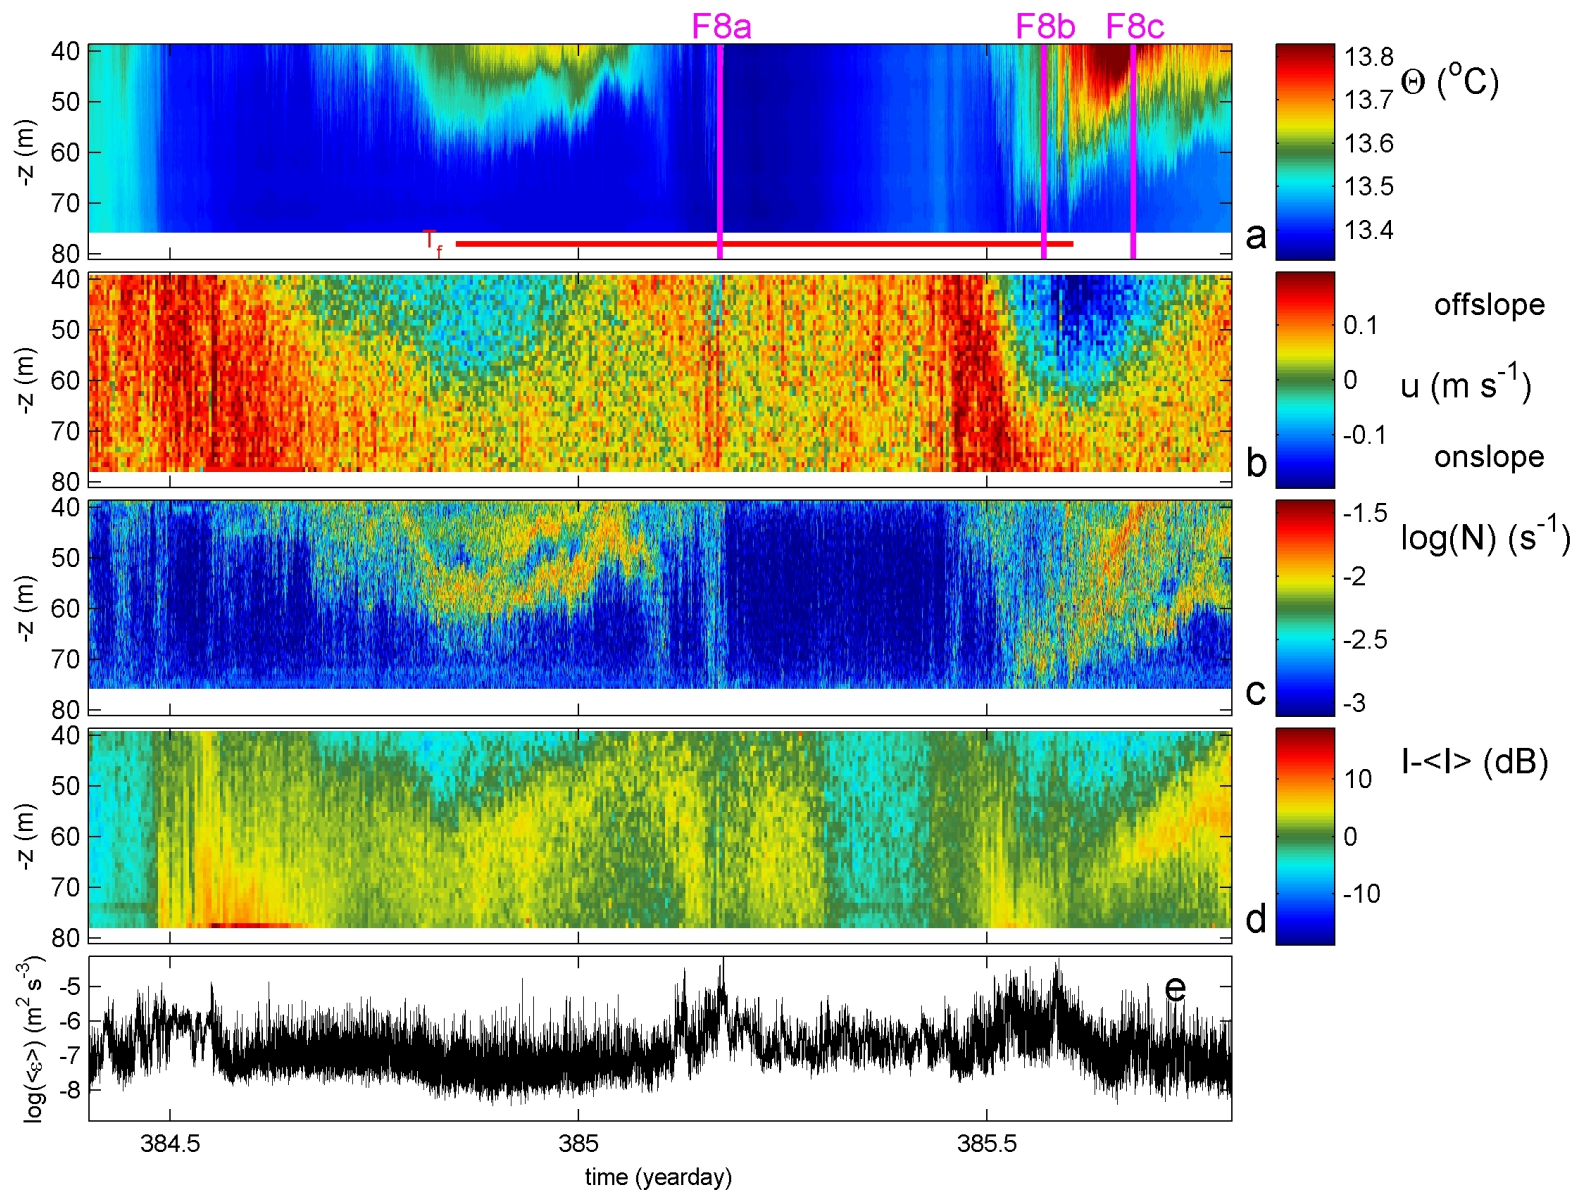 F8a F8b F8c
40
50
60
70
80
-z (m)
T_f
a
13.8
13.7
13.6
13.5
13.4
Θ (°C)
40
50
60
70
80
-z (m)
b
0.1
0
-0.1
offslope
u (m s⁻¹)
onslope
40
50
60
70
80
-z (m)
c
-1.5
-2
-2.5
-3
log(N) (s⁻¹)
40
50
60
70
80
-z (m)
d
10
0
-10
I-<I> (dB)
-5
-6
-7
-8
log(<ε>) (m² s⁻³)
e
384.5 385 385.5
time (yearday)